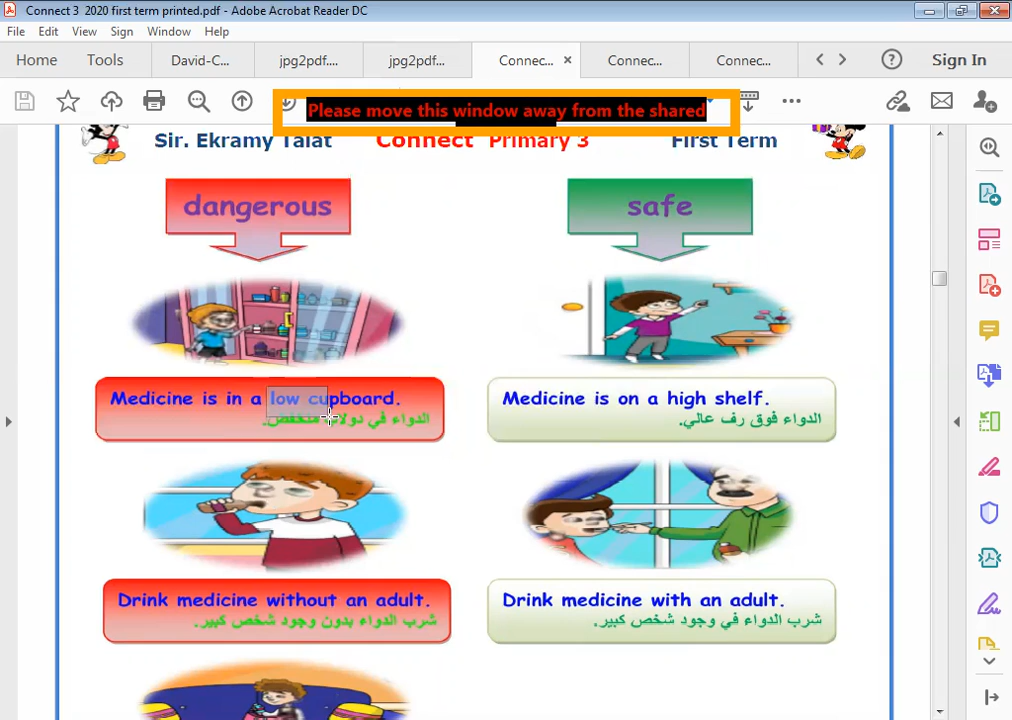 Connect 3  2020 first term printed.pdf - Adobe Acrobat Reader DC
File Edit View Sign Window Help
Home Tools David-C... jpg2pdf.... jpg2pdf.... Connec... × Connec... Connec... ? Sign In
Please move this window away from the shared
Sir. Ekramy Talat Connect Primary 3 First Term
dangerous
safe
Medicine is in a low cupboard.
الدواء في دولاب منخفض.
Medicine is on a high shelf.
الدواء فوق رف عالي.
Drink medicine without an adult.
شرب الدواء بدون وجود شخص كبير.
Drink medicine with an adult.
شرب الدواء في وجود شخص كبير.